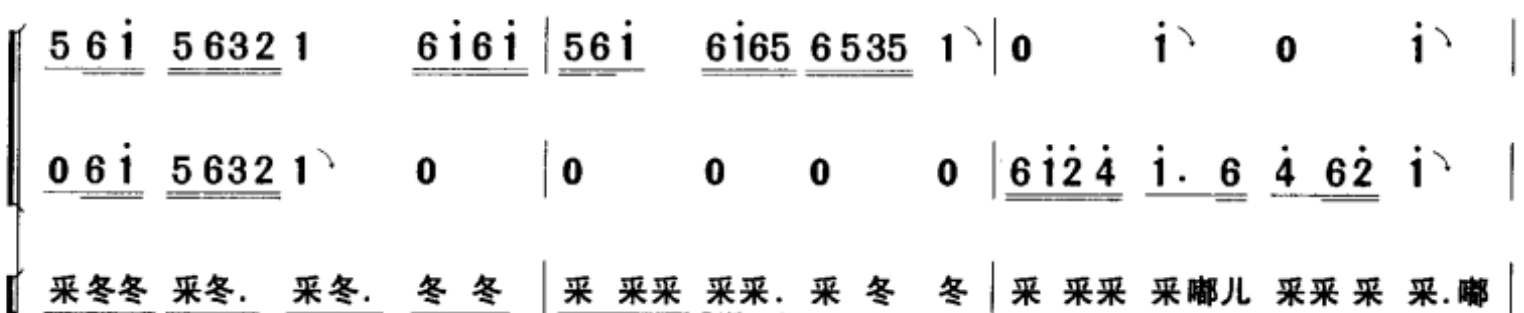 5 6 i̇ 5 6 3 2 1 6 i̇ 6 i̇ | 5 6 i̇ 6 i̇ 6 5 6 5 3 5 1 | 0 i̇ 0 i̇ |
0 6 i̇ 5 6 3 2 1 0 | 0 0 0 0 | 6 i̇ 2̇ 4̇ i̇ . 6 4̇ 6 2̇ i̇ |
采冬冬 采冬. 采冬. 冬 冬 | 采 采采 采采. 采 冬 冬 | 采 采采 采嘟儿 采采 采 采.嘟 |